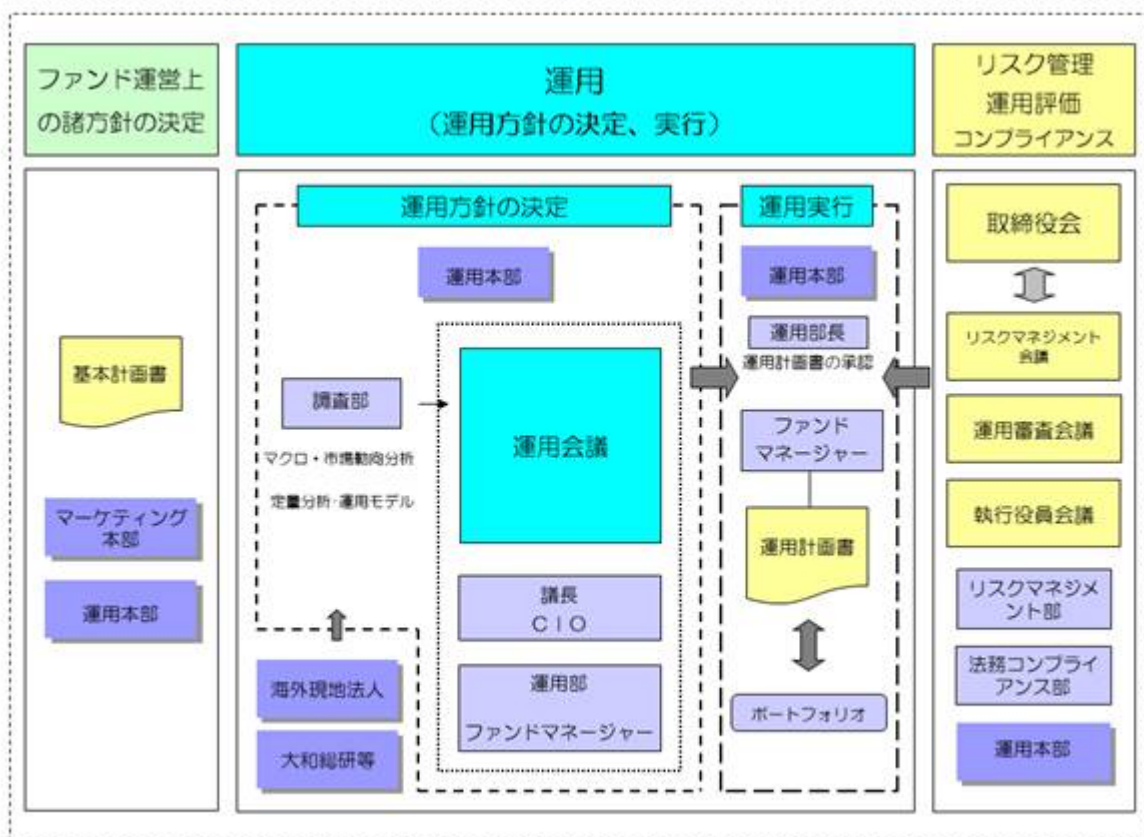 ファンド運営上
の諸方針の決定
運用
（運用方針の決定、実行）
リスク管理
運用評価
コンプライアンス
基本計画書
マーケティング
本部
運用本部
運用方針の決定
運用本部
調査部
マクロ・市場動向分析
定量分析・運用モデル
海外現地法人
大和総研等
運用会議
議長
ＣＩＯ
運用部
ファンドマネージャー
運用実行
運用本部
運用部長
運用計画書の承認
ファンド
マネージャー
運用計画書
ポートフォリオ
取締役会
リスクマネジメント
会議
運用審査会議
執行役員会議
リスクマネジメ
ント部
法務コンプライ
アンス部
運用本部